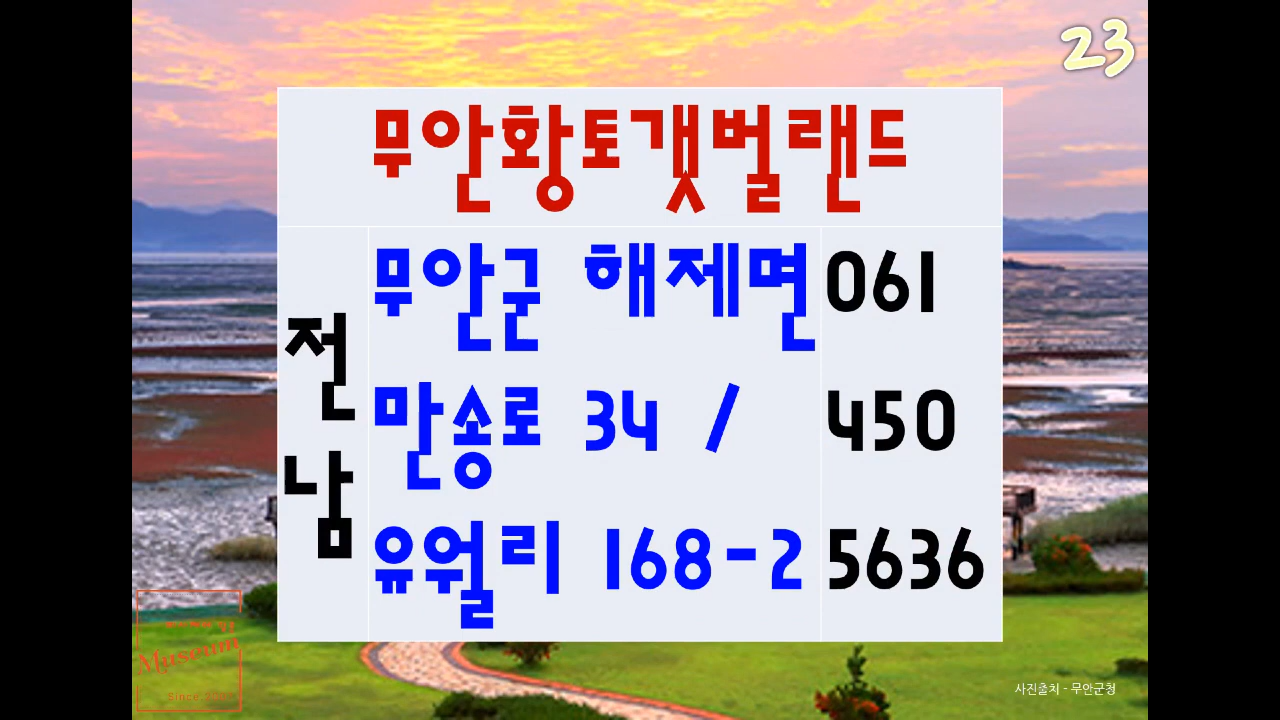 23
무안황토갯벌랜드
전남
무안군 해제면
만송로 34 /
유월리 168-2
061
450
5636
Museum
사진출처 - 무안군청